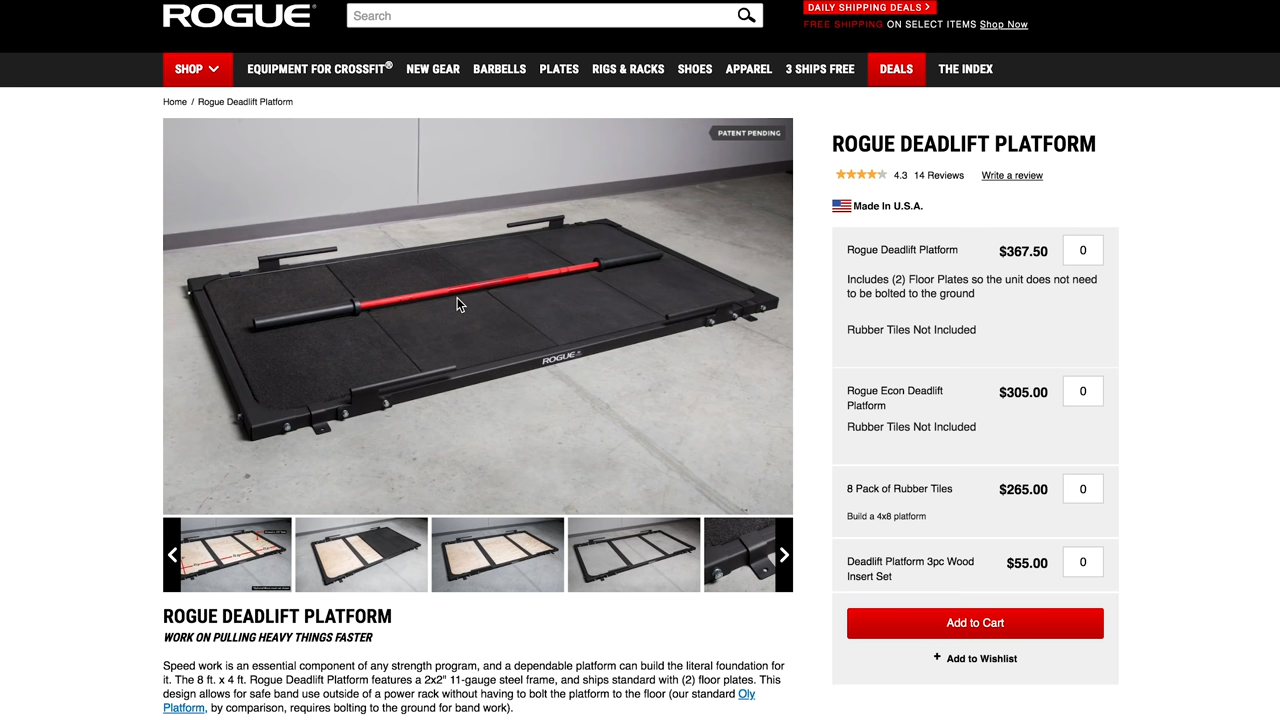 ROGUE®
Search
DAILY SHIPPING DEALS >
FREE SHIPPING ON SELECT ITEMS Shop Now
SHOP
EQUIPMENT FOR CROSSFIT®
NEW GEAR
BARBELLS
PLATES
RIGS & RACKS
SHOES
APPAREL
3 SHIPS FREE
DEALS
THE INDEX
Home / Rogue Deadlift Platform
PATENT PENDING
ROGUE
ROGUE DEADLIFT PLATFORM
4.3 14 Reviews Write a review
Made In U.S.A.
Rogue Deadlift Platform $367.50 0
Includes (2) Floor Plates so the unit does not need
to be bolted to the ground
Rubber Tiles Not Included
Rogue Econ Deadlift
Platform
$305.00 0
Rubber Tiles Not Included
8 Pack of Rubber Tiles $265.00 0
Build a 4x8 platform
Deadlift Platform 3pc Wood
Insert Set
$55.00 0
Add to Cart
+ Add to Wishlist
ROGUE DEADLIFT PLATFORM
WORK ON PULLING HEAVY THINGS FASTER
Speed work is an essential component of any strength program, and a dependable platform can build the literal foundation for
it. The 8 ft. x 4 ft. Rogue Deadlift Platform features a 2x2" 11-gauge steel frame, and ships standard with (2) floor plates. This
design allows for safe band use outside of a power rack without having to bolt the platform to the floor (our standard Oly
Platform, by comparison, requires bolting to the ground for band work).